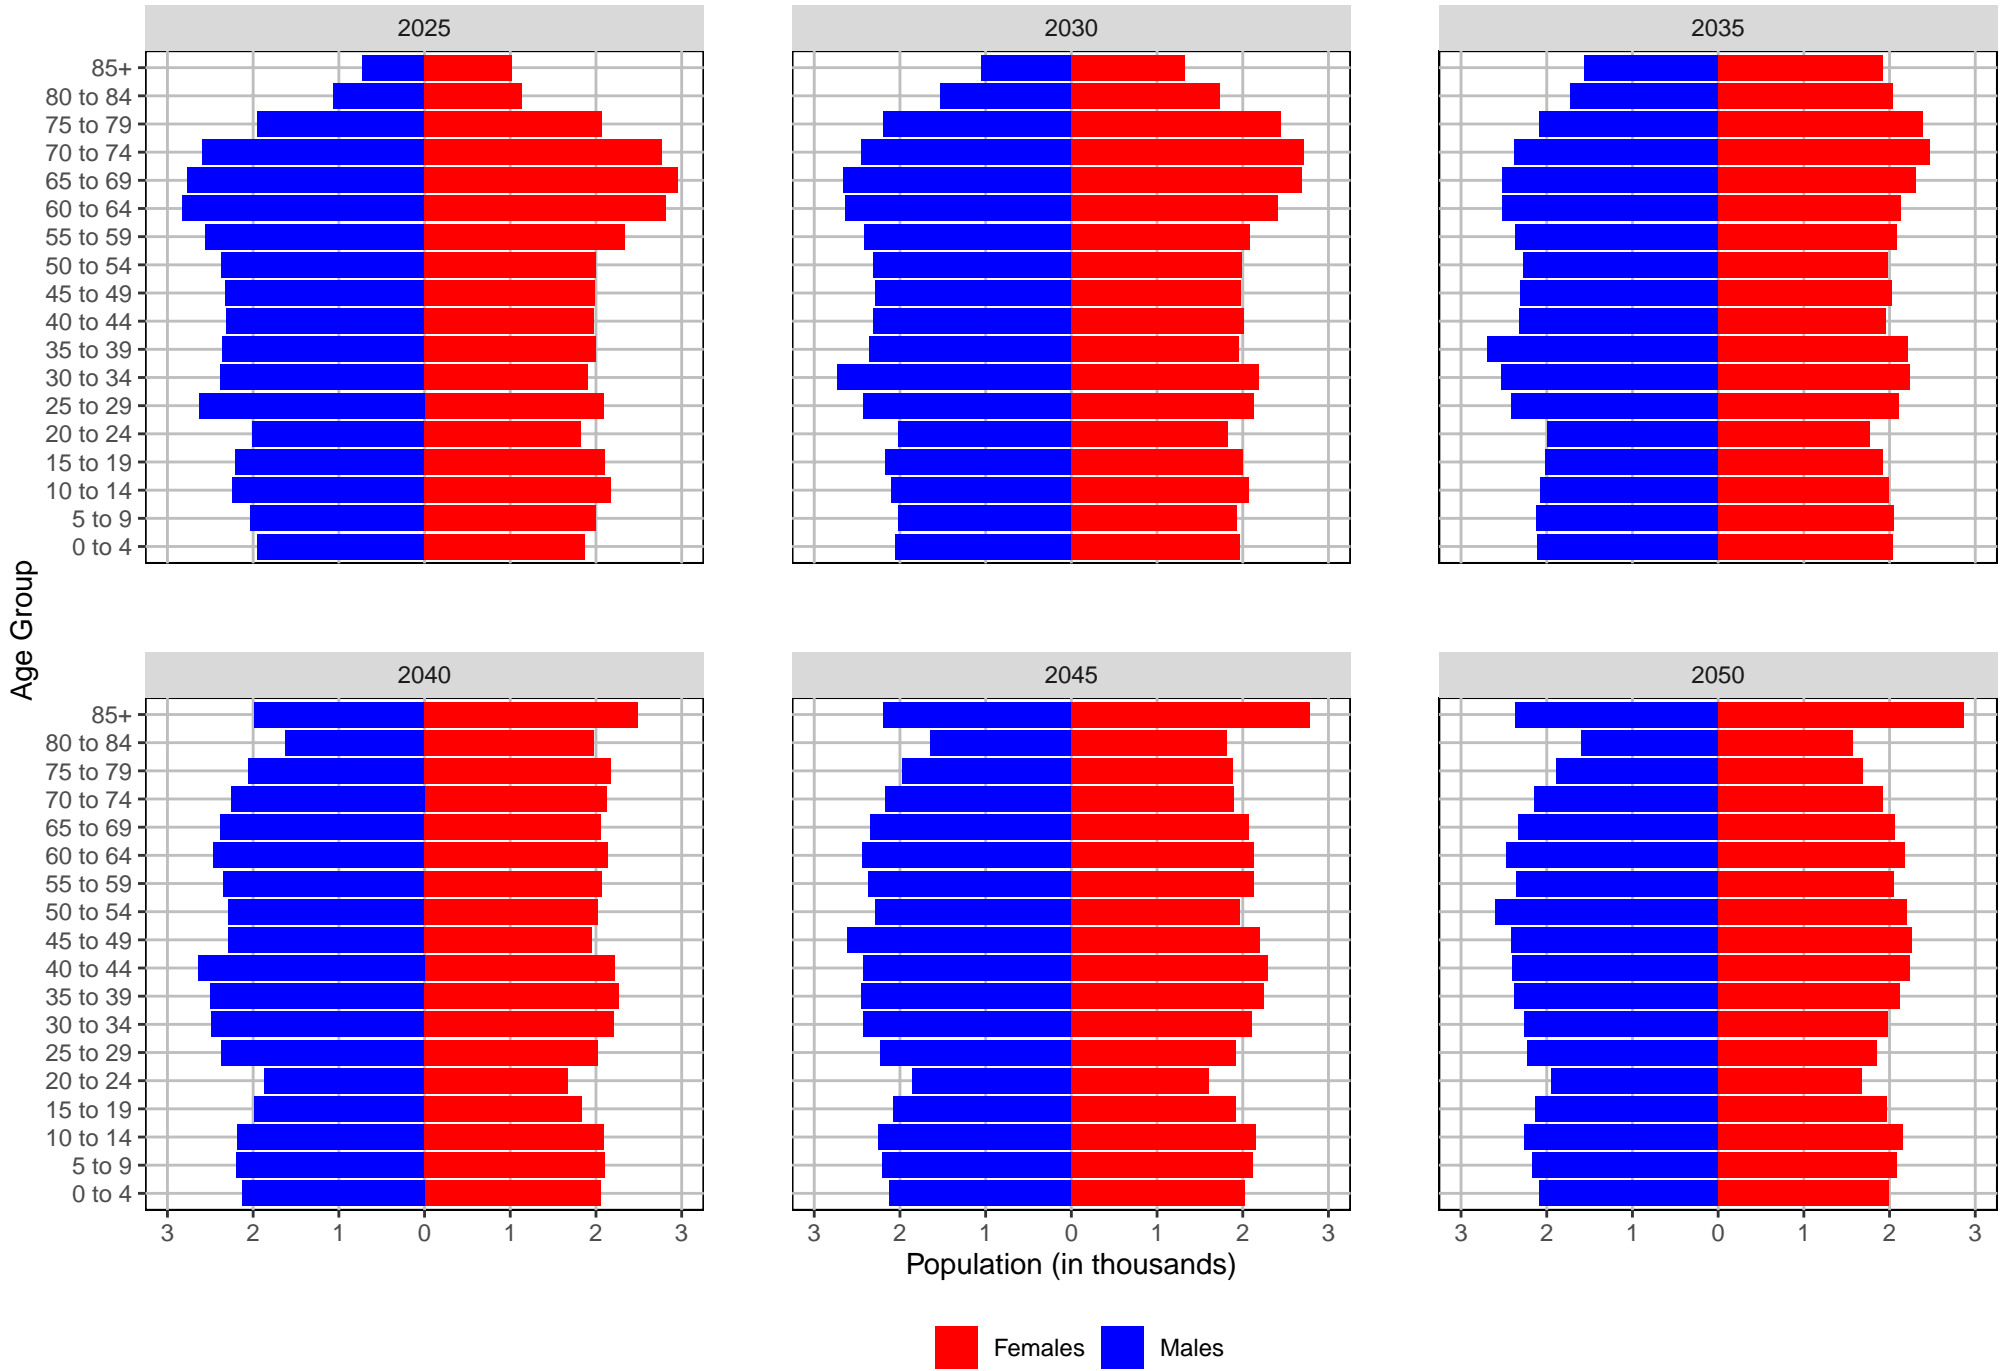 2025
2030
2035
85+
80 to 84
75 to 79
70 to 74
65 to 69
60 to 64
55 to 59
50 to 54
45 to 49
40 to 44
35 to 39
30 to 34
25 to 29
20 to 24
15 to 19
10 to 14
5 to 9
0 to 4
Age Group
2040
2045
2050
85+
80 to 84
75 to 79
70 to 74
65 to 69
60 to 64
55 to 59
50 to 54
45 to 49
40 to 44
35 to 39
30 to 34
25 to 29
20 to 24
15 to 19
10 to 14
5 to 9
0 to 4
3 2 1 0 1 2 3
3 2 1 0 1 2 3
3 2 1 0 1 2 3
Population (in thousands)
Females
Males